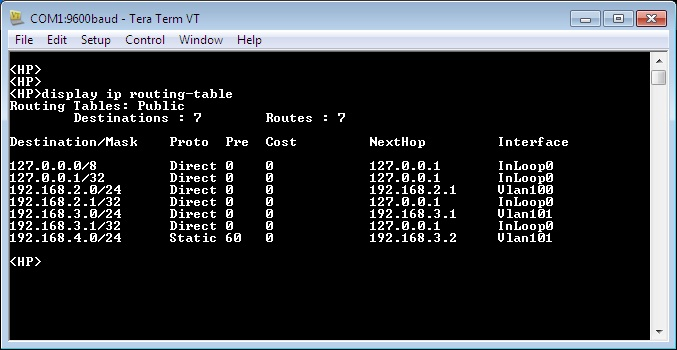 COM1:9600baud - Tera Term VT
File Edit Setup Control Window Help
<HP>
<HP>
<HP>display ip routing-table
Routing Tables: Public
Destinations : 7 Routes : 7
Destination/Mask Proto Pre Cost NextHop Interface
127.0.0.0/8 Direct 0 0 127.0.0.1 InLoop0
127.0.0.1/32 Direct 0 0 127.0.0.1 InLoop0
192.168.2.0/24 Direct 0 0 192.168.2.1 Vlan100
192.168.2.1/32 Direct 0 0 127.0.0.1 InLoop0
192.168.3.0/24 Direct 0 0 192.168.3.1 Vlan101
192.168.3.1/32 Direct 0 0 127.0.0.1 InLoop0
192.168.4.0/24 Static 60 0 192.168.3.2 Vlan101
<HP>